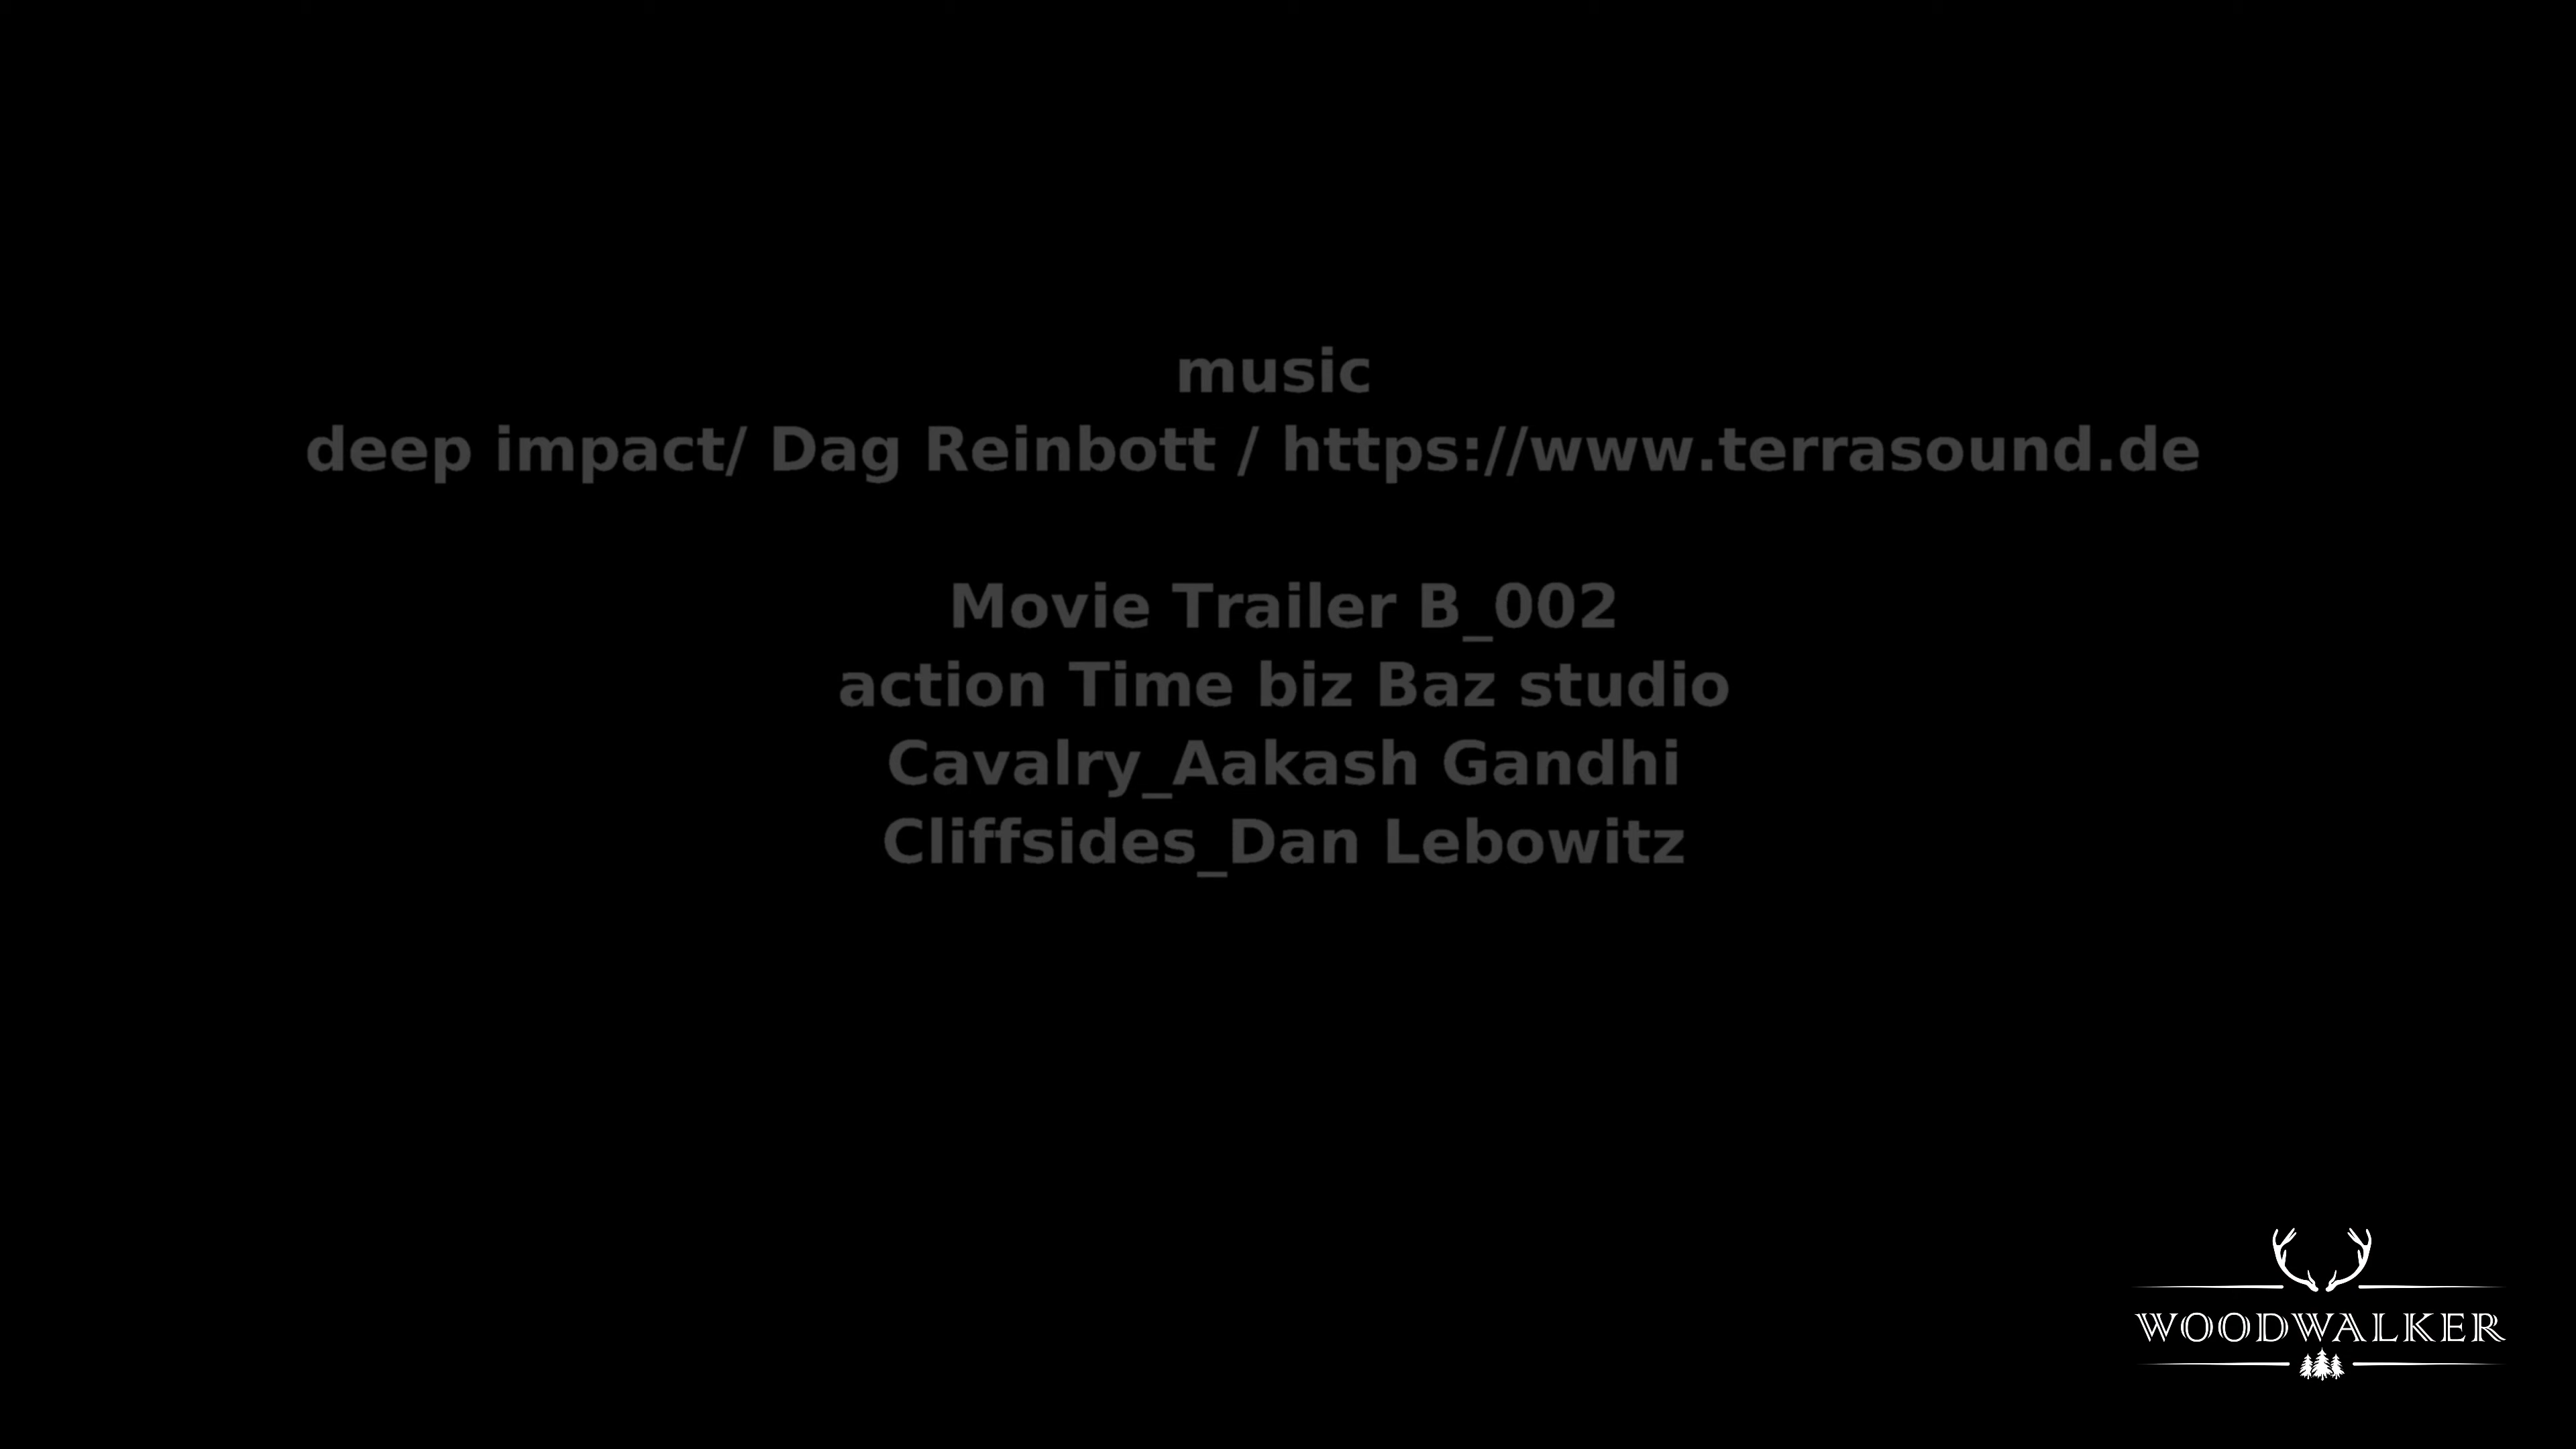 music
deep impact/ Dag Reinbott / https://www.terrasound.de
Movie Trailer B_002
action Time biz Baz studio
Cavalry_Aakash Gandhi
Cliffsides_Dan Lebowitz
WOODWALKER